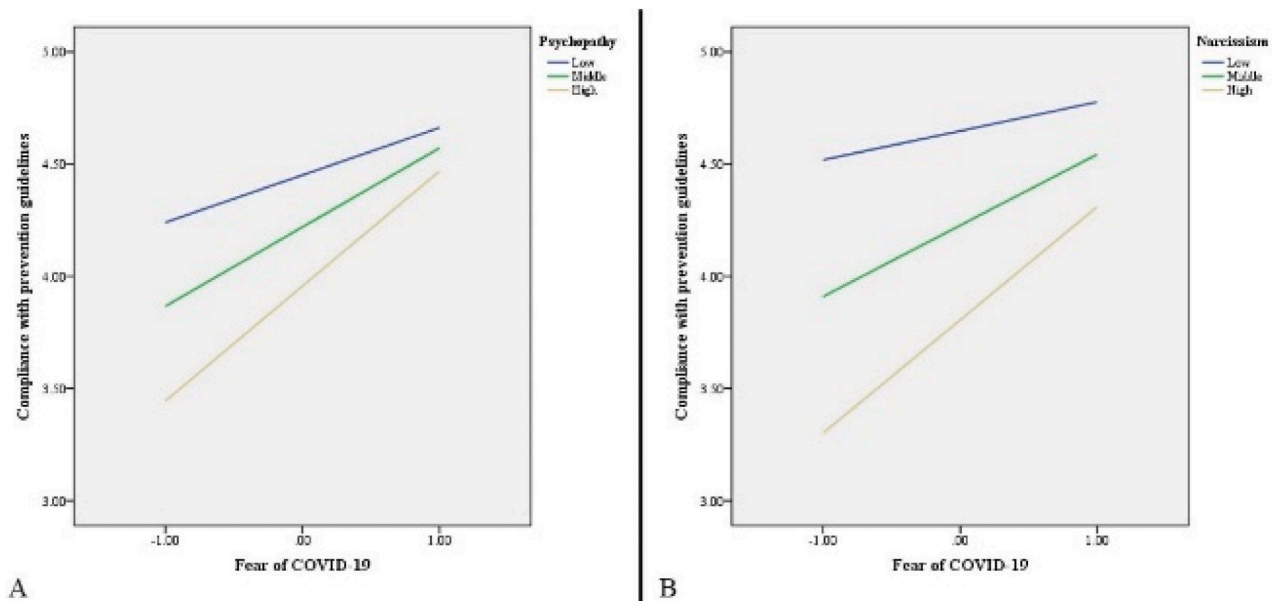 Psychopathy
Low
Middle
High
5.00
4.50
4.00
3.50
3.00
Compliance with prevention guidelines
-1.00
.00
1.00
Fear of COVID-19
A
Narcissism
Low
Middle
High
5.00
4.50
4.00
3.50
3.00
Compliance with prevention guidelines
-1.00
.00
1.00
Fear of COVID-19
B